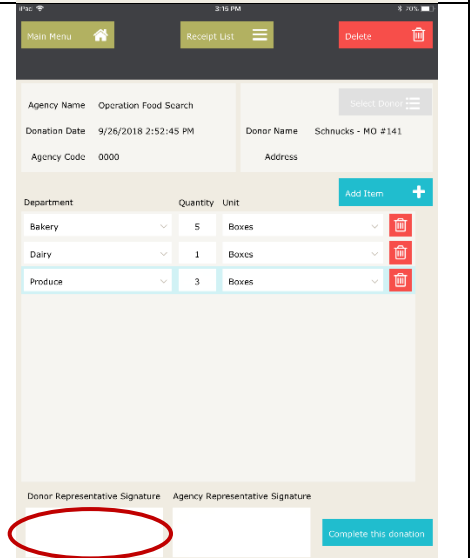 iPad 3:15 PM 70%
Main Menu Receipt List Delete
Select Donor
Agency Name Operation Food Search
Donation Date 9/26/2018 2:52:45 PM Donor Name Schnucks - MO #141
Agency Code 0000 Address
Add Item
Department Quantity Unit
Bakery 5 Boxes
Dairy 1 Boxes
Produce 3 Boxes
Donor Representative Signature Agency Representative Signature
Complete this donation